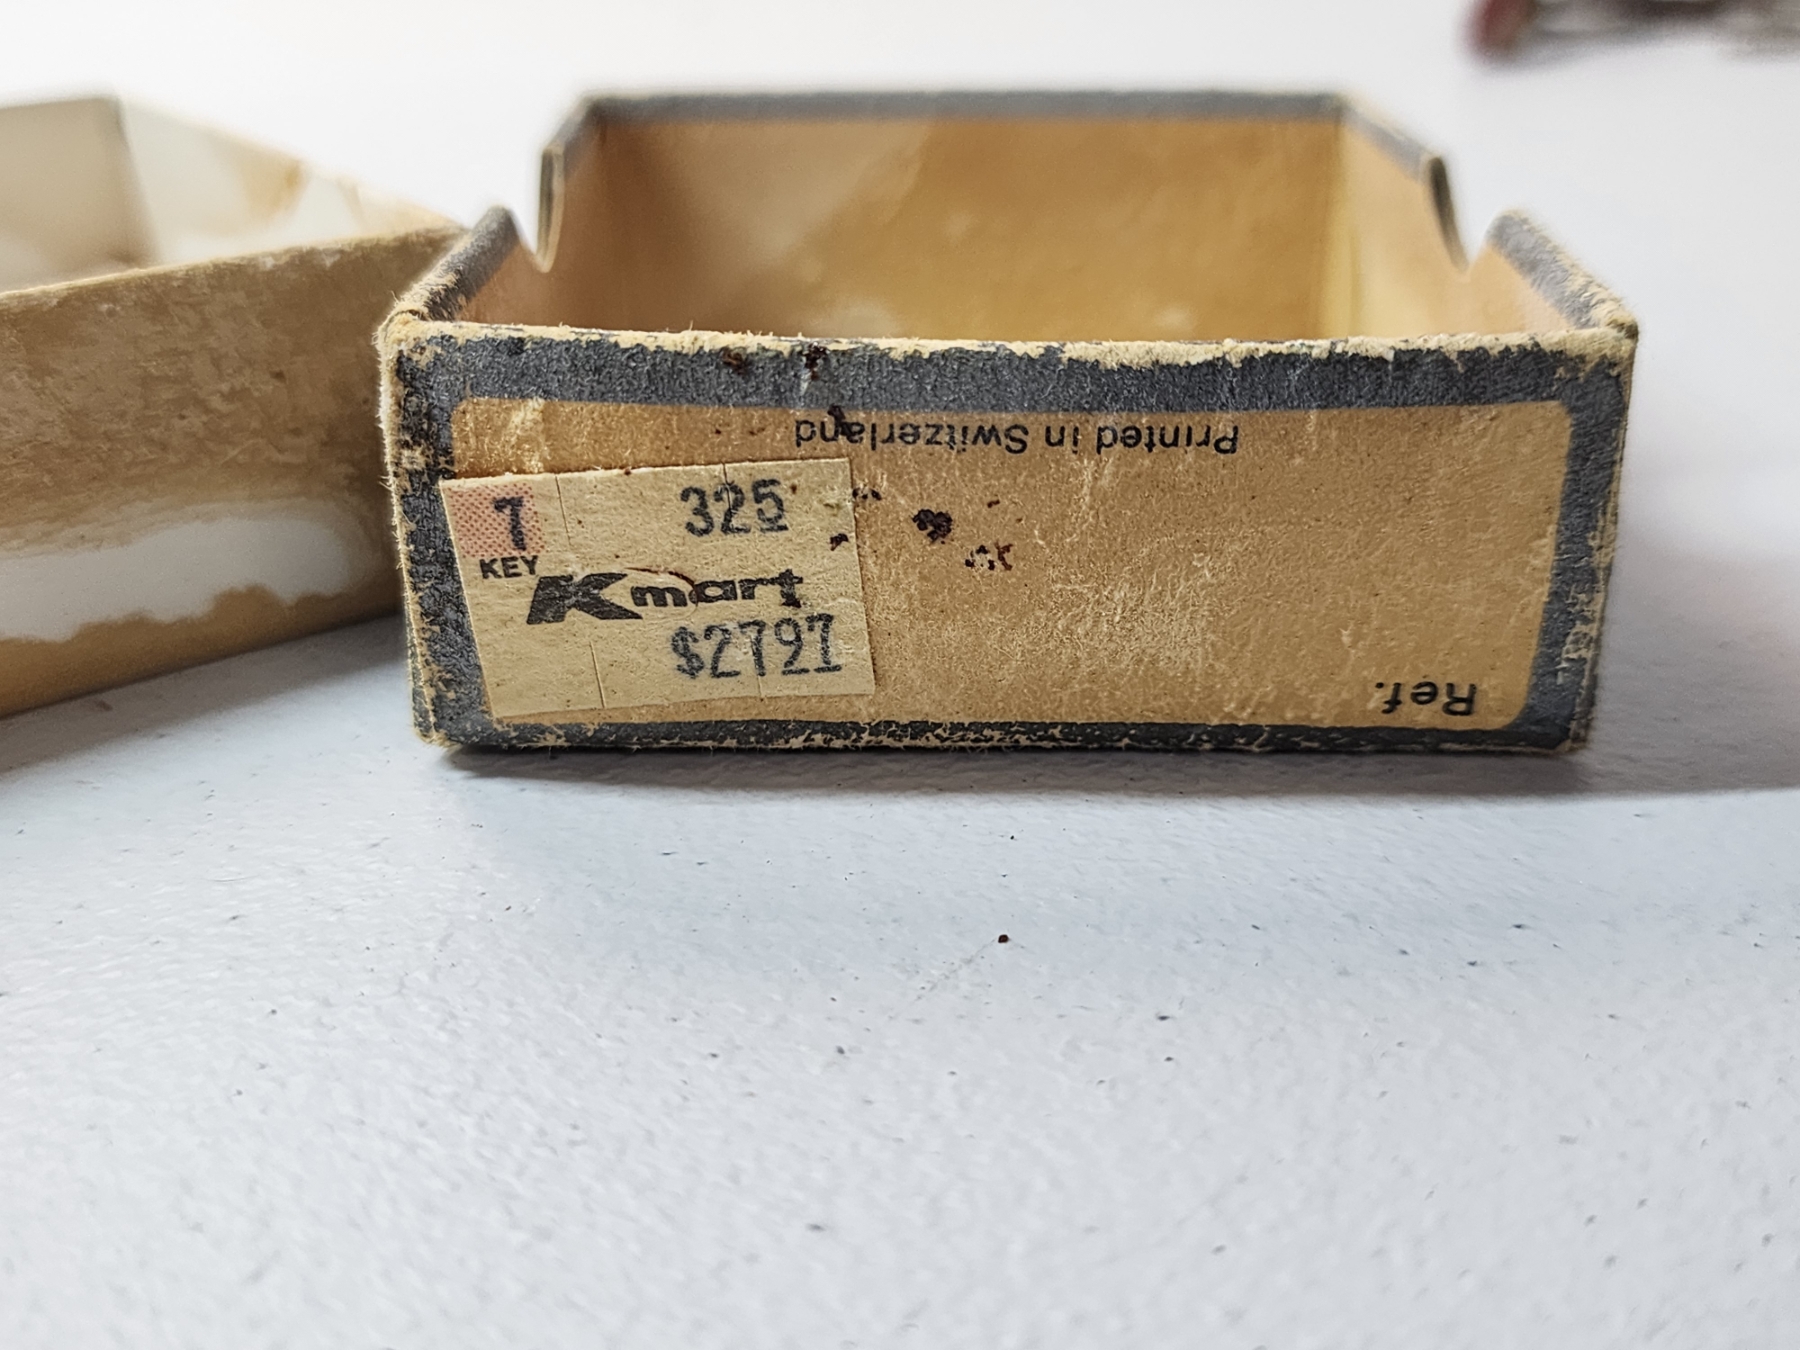 Printed in Switzerland
7 325
KEY
Kmart
$2797
Ref.